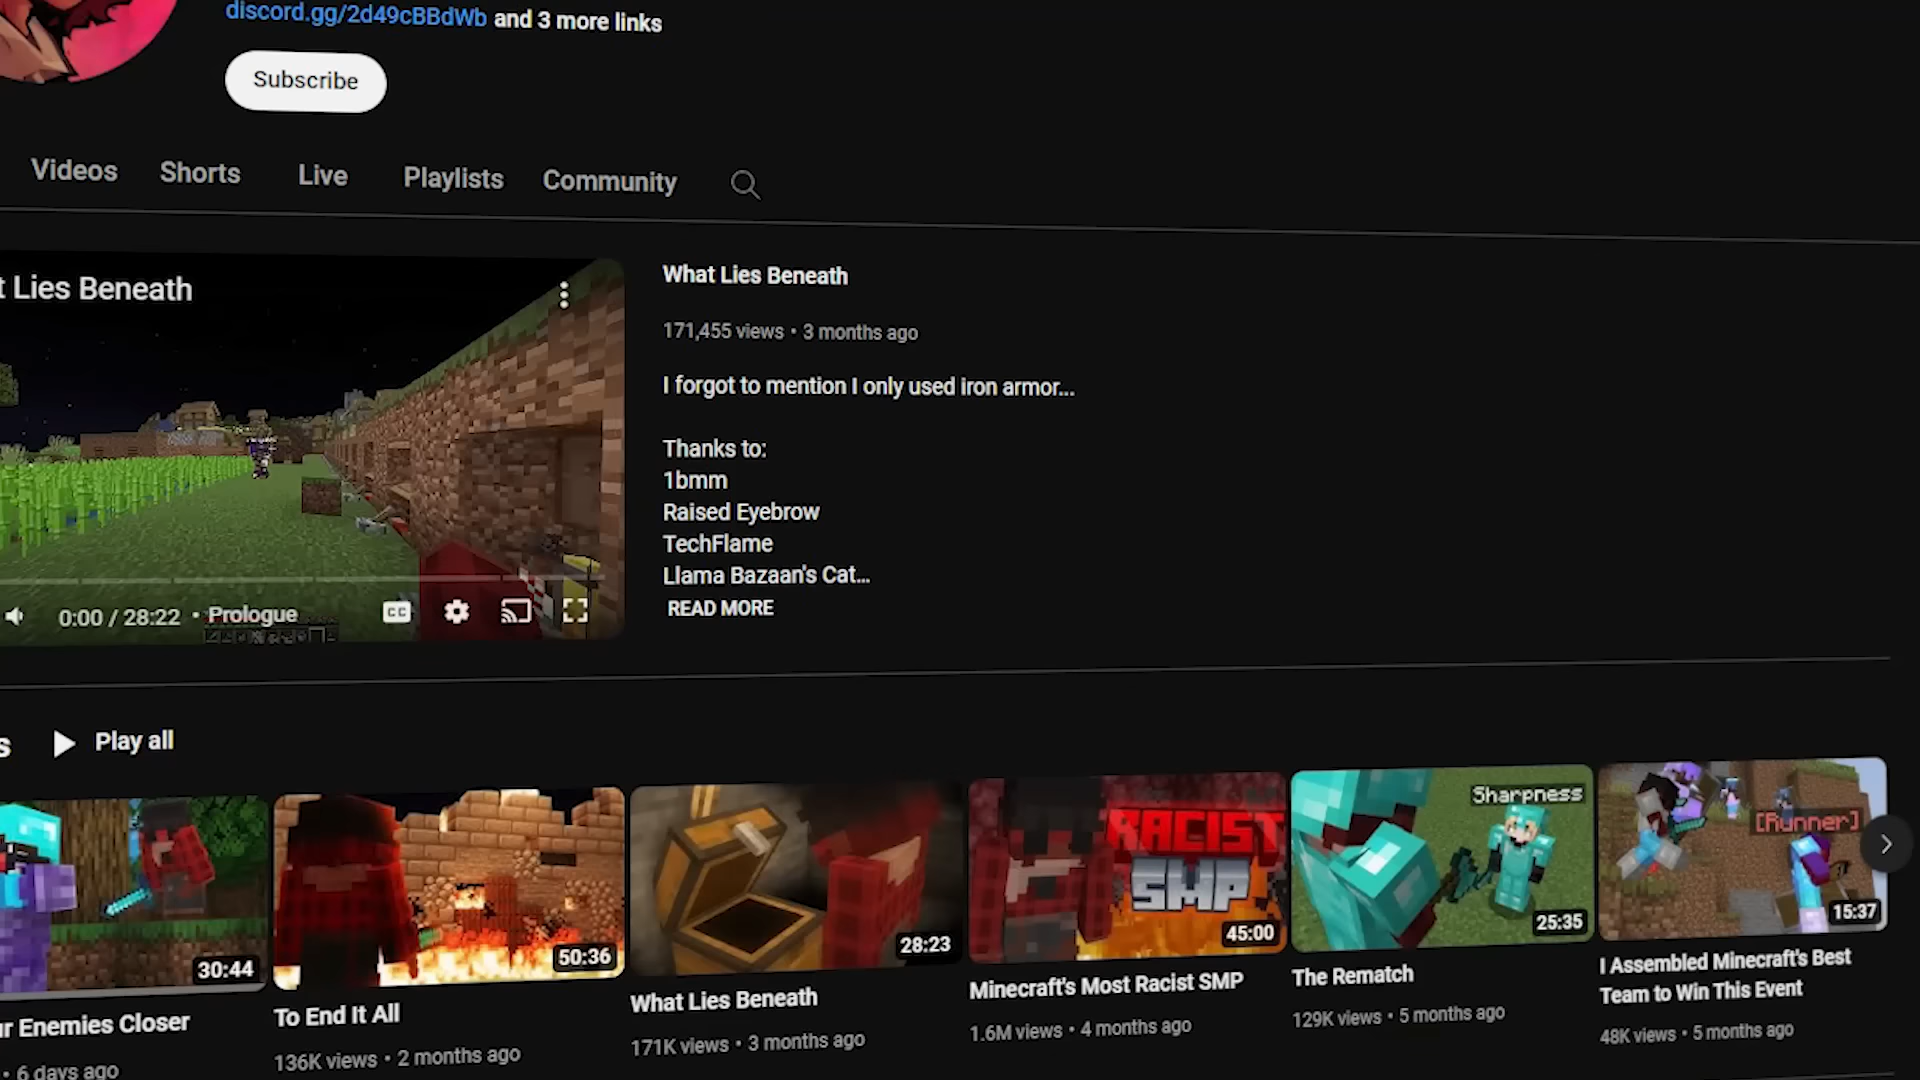 discord.gg/2d49cBBdWb and 3 more links
Subscribe
Videos Shorts Live Playlists Community
t Lies Beneath
0:00 / 28:22 • Prologue
CC
What Lies Beneath
171,455 views • 3 months ago
I forgot to mention I only used iron armor...
Thanks to:
1bmm
Raised Eyebrow
TechFlame
Llama Bazaan's Cat...
READ MORE
s Play all
30:44
r Enemies Closer
• 6 days ago
50:36
To End It All
136K views • 2 months ago
28:23
What Lies Beneath
171K views • 3 months ago
RACIST
SMP
45:00
Minecraft's Most Racist SMP
1.6M views • 4 months ago
Sharpness
25:35
The Rematch
129K views • 5 months ago
[Runner]
15:37
I Assembled Minecraft's Best
Team to Win This Event
48K views • 5 months ago